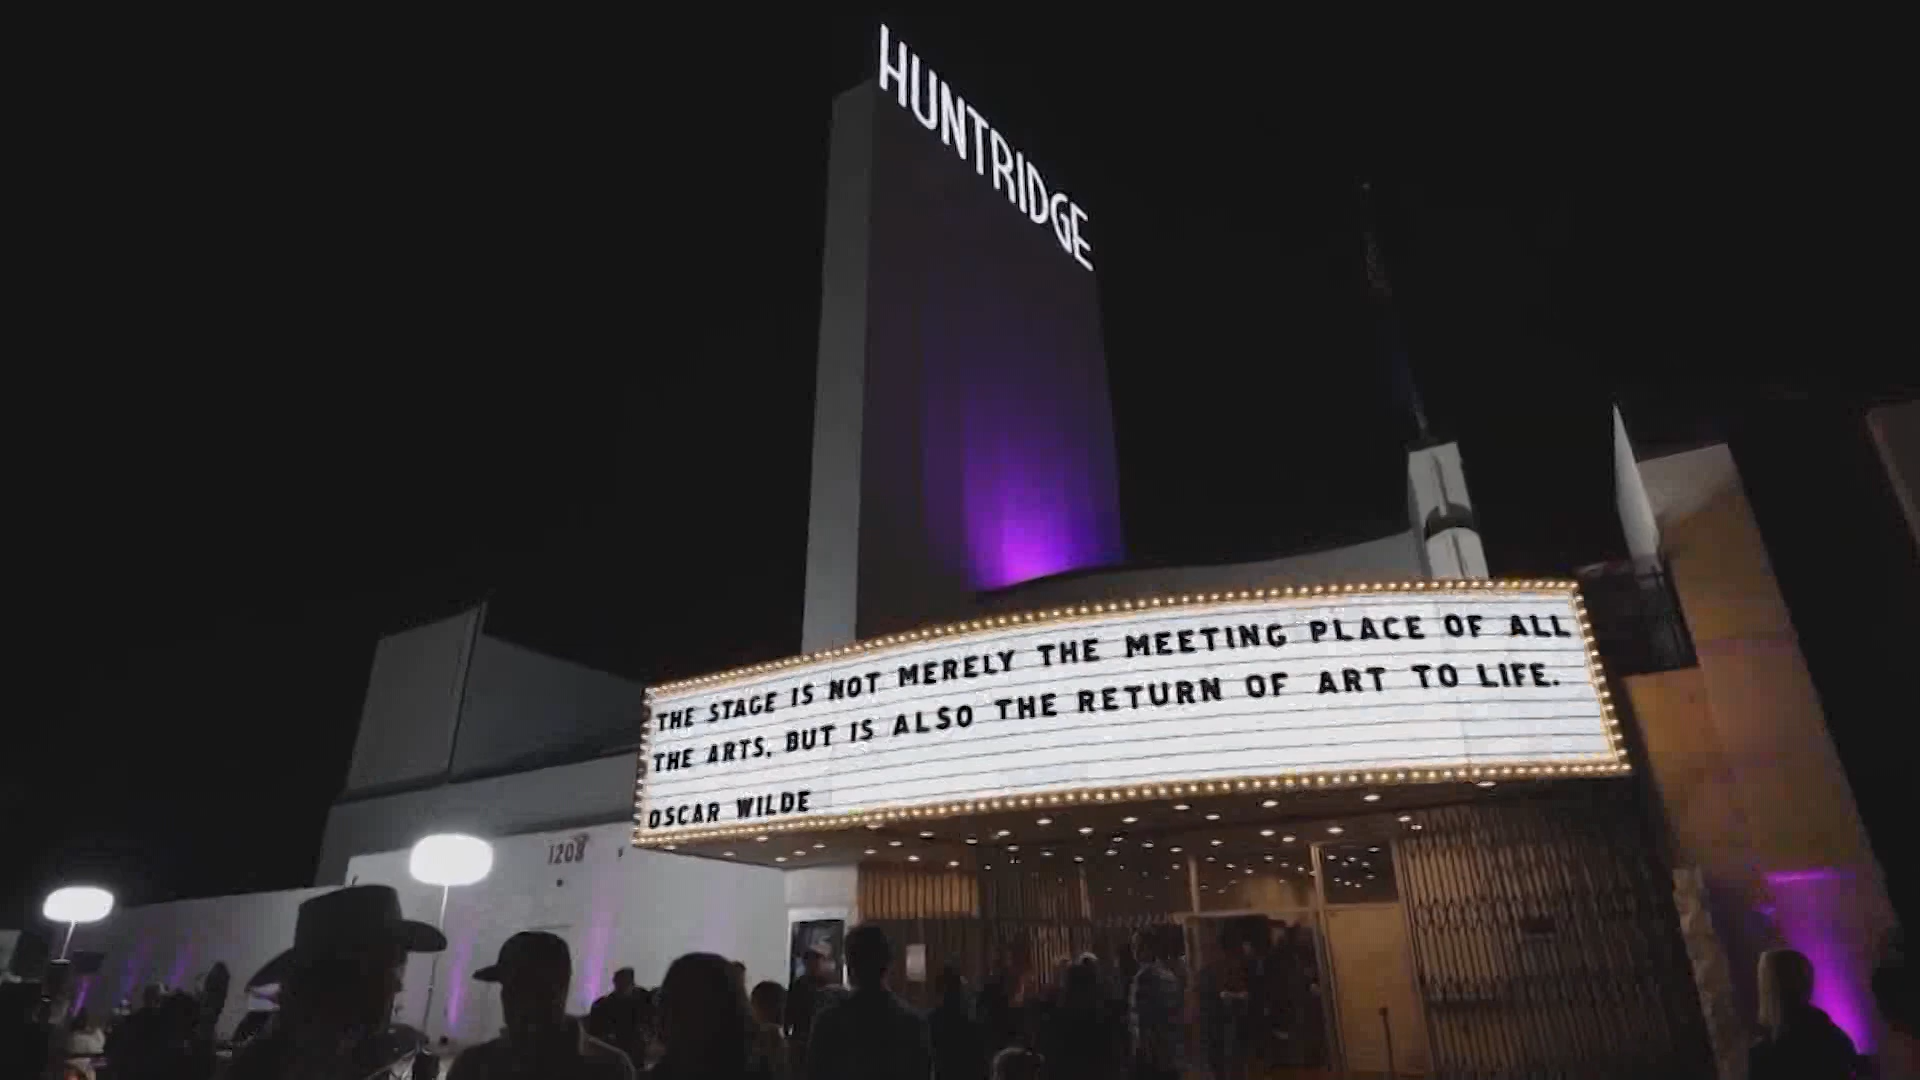 HUNTRIDGE
THE STAGE IS NOT MERELY THE MEETING PLACE OF ALL
THE ARTS, BUT IS ALSO THE RETURN OF ART TO LIFE.
OSCAR WILDE
1208